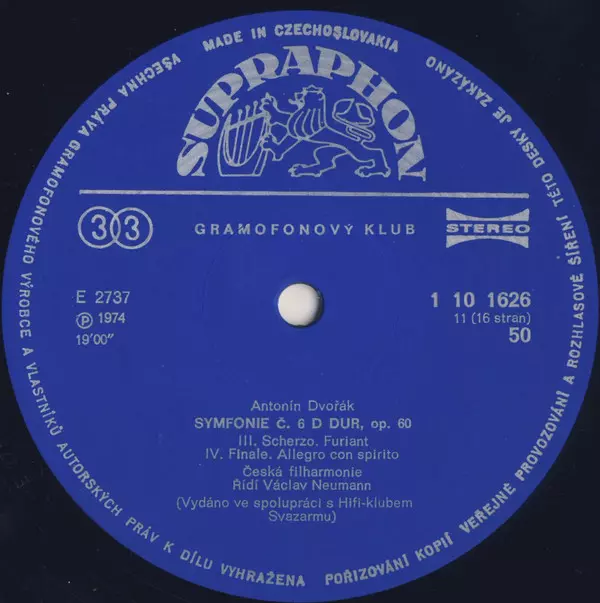 MADE IN CZECHOSLOVAKIA
VŠECHNA PRÁVA GRAMOFONOVÉHO VÝROBCE A VLASTNÍKŮ AUTORSKÝCH PRÁV K DÍLU VYHRAŽENA
POŘIZOVÁNÍ KOPIÍ VEŘEJNÉ PROVOZOVÁNÍ A ROZHLASOVÉ ŠÍŘENÍ TÉTO DESKY JE ZAKÁZÁNO
SUPRAPHON
33
GRAMOFONOVÝ KLUB
STEREO
E 2737
Ⓟ 1974
19'00"
1 10 1626
11 (16 stran)
50
Antonín Dvořák
SYMFONIE Č. 6 D DUR, op. 60
III. Scherzo. Furiant
IV. Finale. Allegro con spirito
Česká filharmonie
Řídí Václav Neumann
(Vydáno ve spolupráci s Hifi-klubem
Svazarmu)